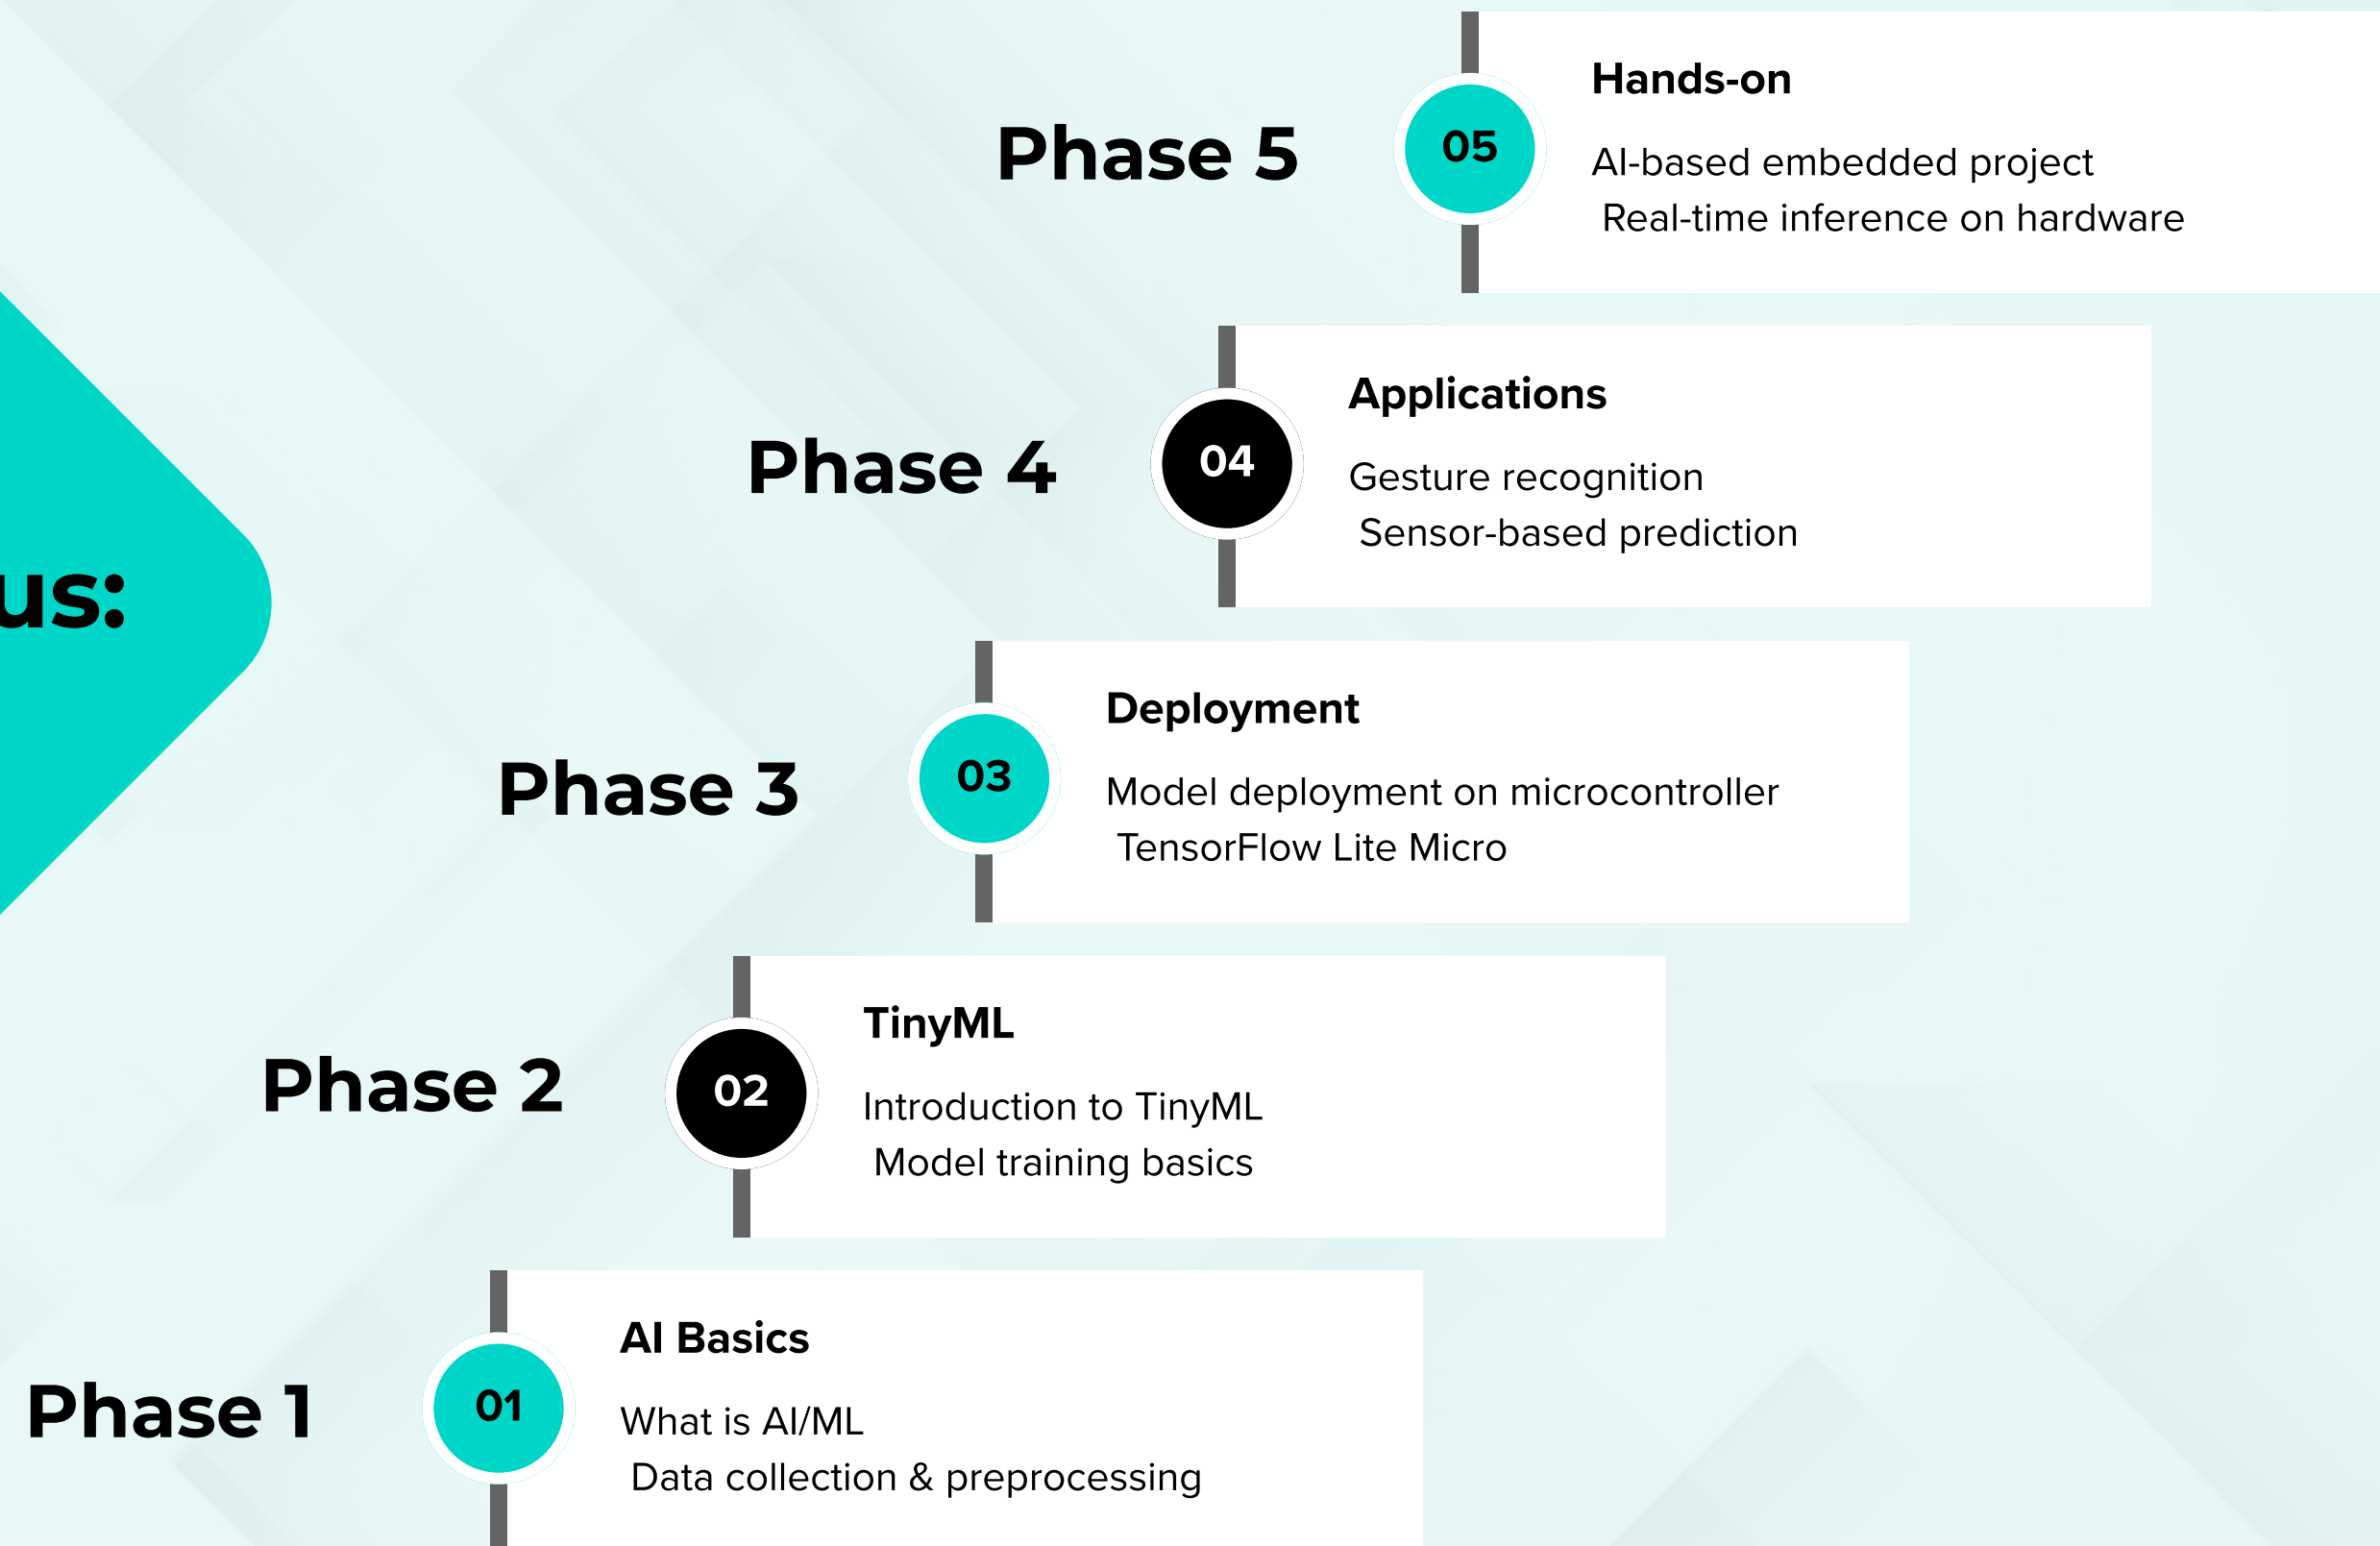 Phase 5
05
Hands-on
AI-based embedded project
Real-time inference on hardware
Phase 4
04
Applications
Gesture recognition
Sensor-based prediction
us:
Phase 3
03
Deployment
Model deployment on microcontroller
TensorFlow Lite Micro
Phase 2
02
TinyML
Introduction to TinyML
Model training basics
Phase 1
01
AI Basics
What is AI/ML
Data collection & preprocessing